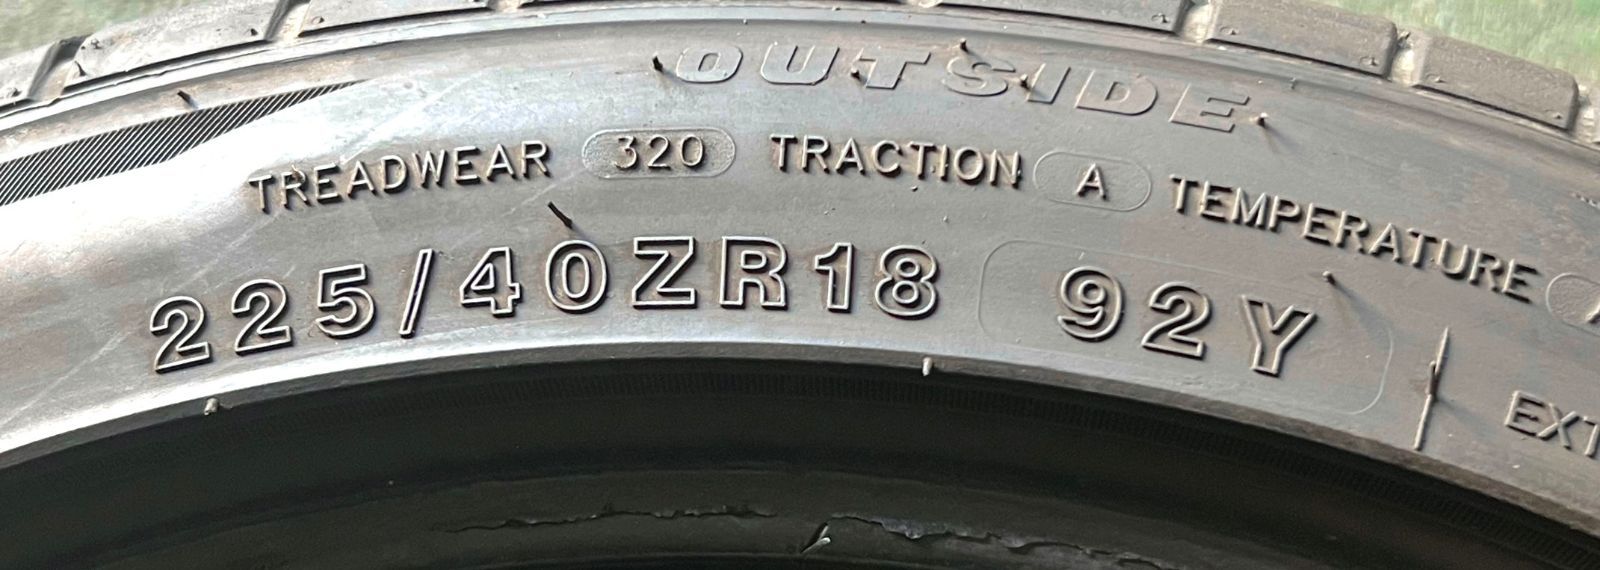 OUTSIDE
TREADWEAR 320 TRACTION A TEMPERATURE
225/40ZR18 92Y